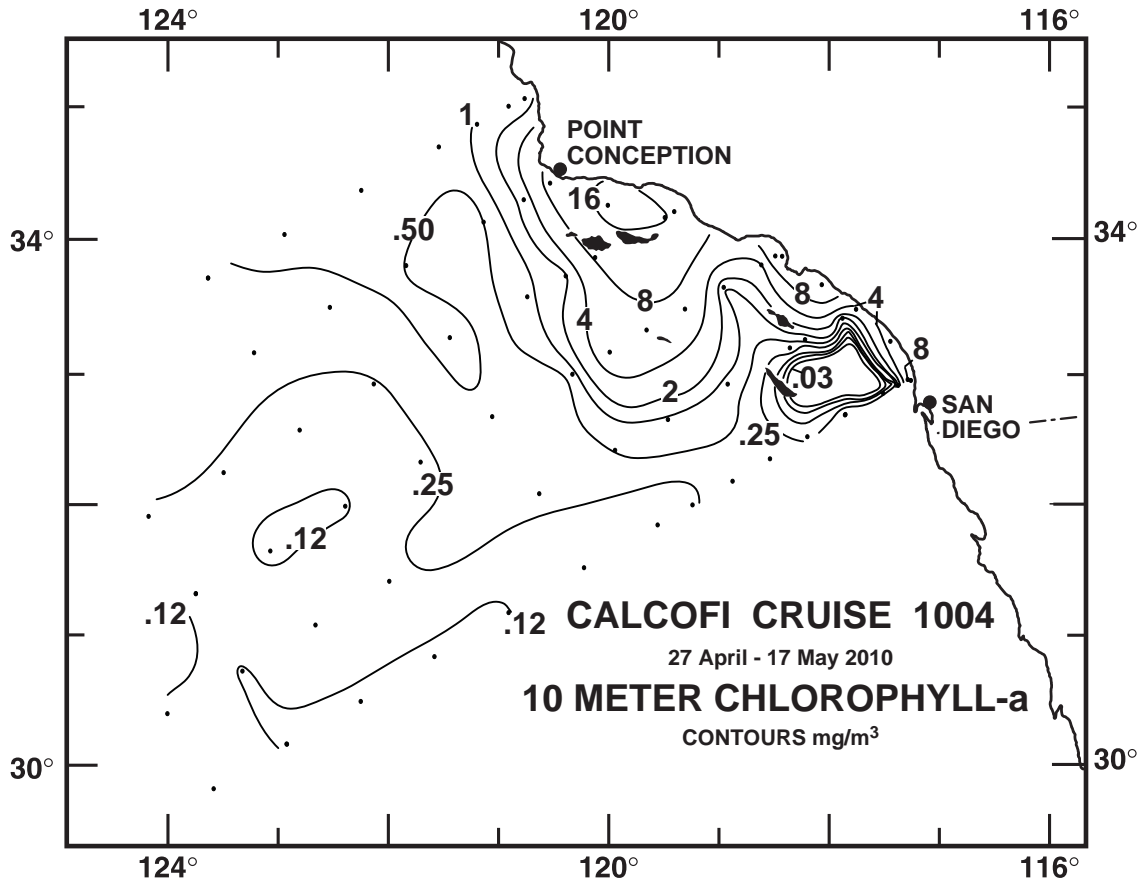 124° 120° 116°
1
POINT
CONCEPTION
16
.50
34° 34°
8 8 4
4
8
.03
2
SAN
DIEGO
.25
.25
.12
.12 .12
CALCOFI CRUISE 1004
27 April - 17 May 2010
10 METER CHLOROPHYLL-a
CONTOURS mg/m³
30° 30°
124° 120° 116°